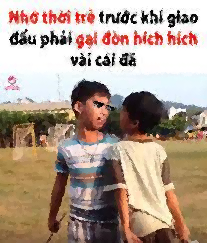 Nhớ thời trẻ trước khi giao
đấu phải gại đòn hích hích
vài cái đã